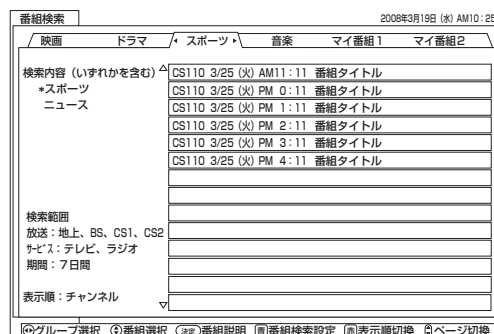 番組検索 2008年3月19日 (水) AM10:25
映画 ドラマ スポーツ 音楽 マイ番組1 マイ番組2
検索内容（いずれかを含む）
*スポーツ
ニュース
CS110 3/25 (火) AM11:11 番組タイトル
CS110 3/25 (火) PM 0:11 番組タイトル
CS110 3/25 (火) PM 1:11 番組タイトル
CS110 3/25 (火) PM 2:11 番組タイトル
CS110 3/25 (火) PM 3:11 番組タイトル
CS110 3/25 (火) PM 4:11 番組タイトル
検索範囲
放送：地上、BS、CS1、CS2
ｻｰﾋﾞｽ：テレビ、ラジオ
期間：7日間
表示順：チャンネル
グループ選択 番組選択 決定 番組説明 青 番組検索設定 赤 表示順切換 ページ切換